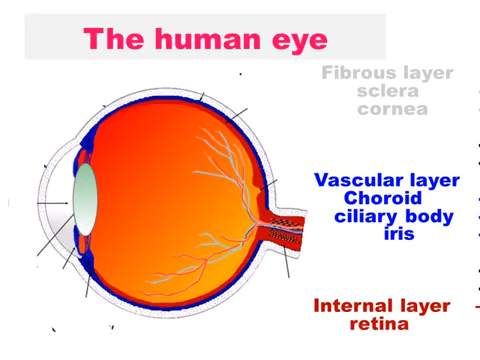 The human eye
Fibrous layer
sclera
cornea
Vascular layer
Choroid
ciliary body
iris
Internal layer
retina